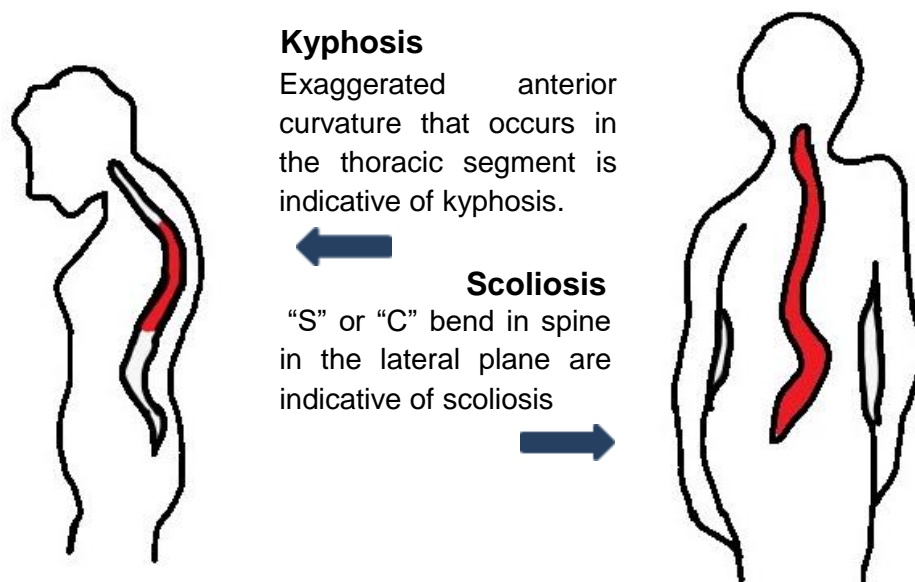 Kyphosis
Exaggerated anterior
curvature that occurs in
the thoracic segment is
indicative of kyphosis.
Scoliosis
“S” or “C” bend in spine
in the lateral plane are
indicative of scoliosis